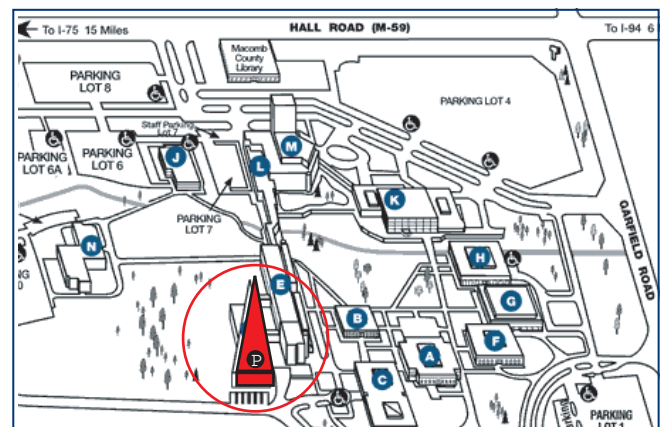 To I-75  15 Miles
HALL ROAD (M-59)
To I-94  6
Macomb
County
Library
PARKING
LOT 8
PARKING LOT 4
Staff Parking
Lot 7
M
J
L
PARKING
LOT 6
PARKING
LOT 6A
K
PARKING
LOT 7
GARFIELD ROAD
N
H
E
G
B
F
A
P
C
PARKING
LOT 1